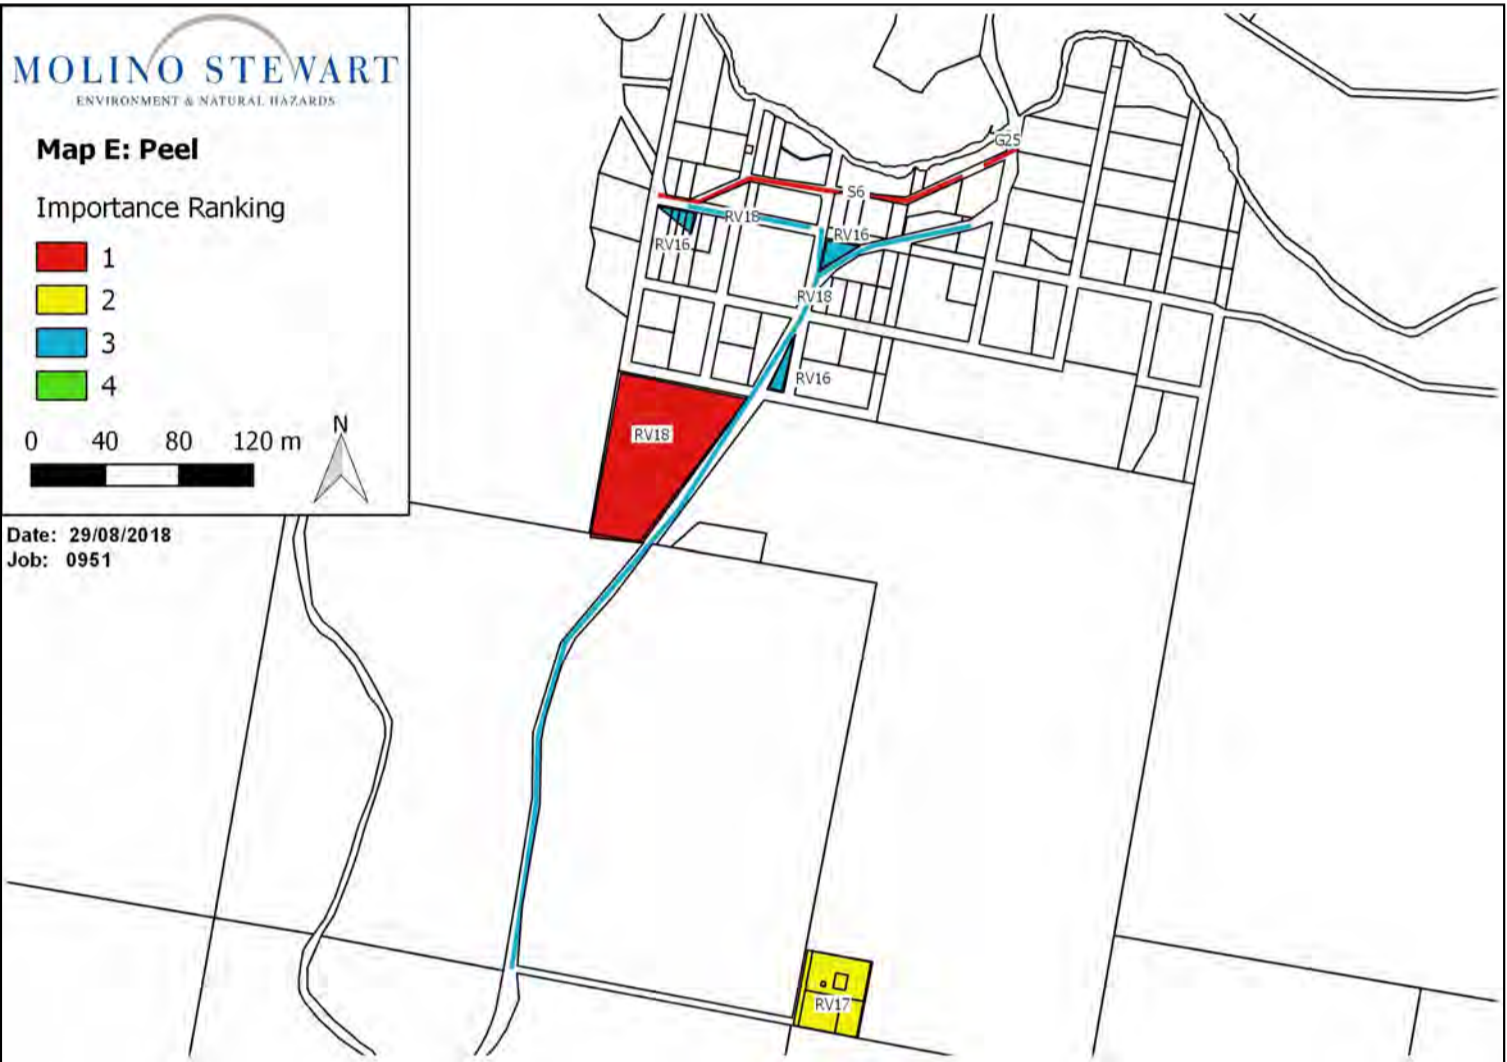 MOLINO STEWART
ENVIRONMENT & NATURAL HAZARDS
Map E: Peel
Importance Ranking
1
2
3
4
0 40 80 120 m
N
Date: 29/08/2018
Job: 0951
G25
S6
RV18
RV16
RV16
RV18
RV16
RV18
RV17